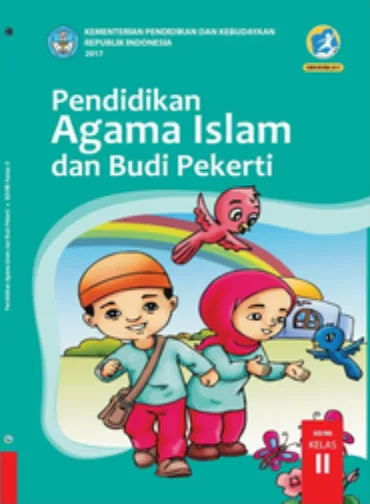 KEMENTERIAN PENDIDIKAN DAN KEBUDAYAAN
REPUBLIK INDONESIA
2017
Pendidikan
Agama Islam
dan Budi Pekerti
SD/MI
KELAS
II